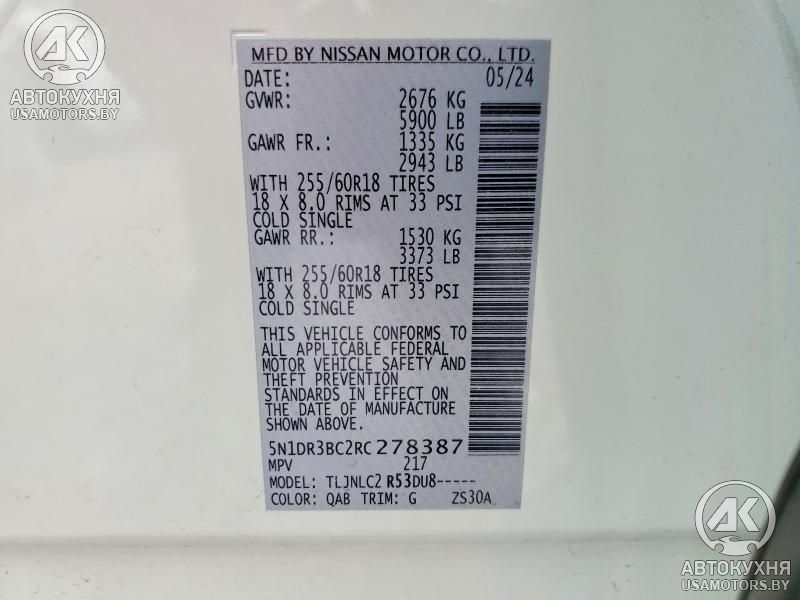 AK
АВТОКУХНЯ
USAMOTORS.BY
MFD BY NISSAN MOTOR CO., LTD.
DATE: 05/24
GVWR: 2676 KG
5900 LB
GAWR FR.: 1335 KG
2943 LB
WITH 255/60R18 TIRES
18 X 8.0 RIMS AT 33 PSI
COLD SINGLE
GAWR RR.: 1530 KG
3373 LB
WITH 255/60R18 TIRES
18 X 8.0 RIMS AT 33 PSI
COLD SINGLE
THIS VEHICLE CONFORMS TO
ALL APPLICABLE FEDERAL
MOTOR VEHICLE SAFETY AND
THEFT PREVENTION
STANDARDS IN EFFECT ON
THE DATE OF MANUFACTURE
SHOWN ABOVE.
5N1DR3BC2RC278387
MPV 217
MODEL: TLJNLC2 R53DU8-----
COLOR: QAB TRIM: G ZS30A
AK
АВТОКУХНЯ
USAMOTORS.BY